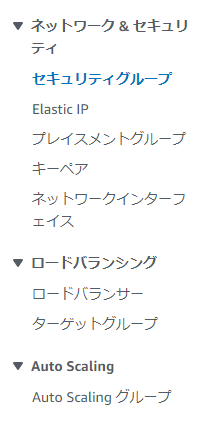 ▼ ネットワーク & セキュリ
ティ
セキュリティグループ
Elastic IP
プレイスメントグループ
キーペア
ネットワークインターフ
ェイス
▼ ロードバランシング
ロードバランサー
ターゲットグループ
▼ Auto Scaling
Auto Scaling グループ